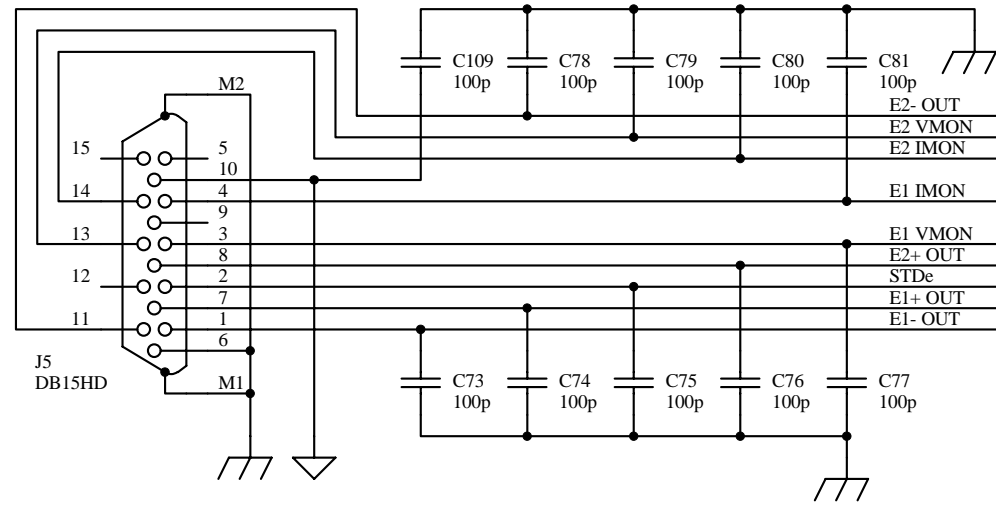 C109
100p
C78
100p
C79
100p
C80
100p
C81
100p
M2
E2- OUT
E2 VMON
E2 IMON
15
5
10
14
4
E1 IMON
9
13
3
E1 VMON
8
E2+ OUT
12
2
STDe
7
E1+ OUT
11
1
E1- OUT
6
J5
DB15HD
M1
C73
100p
C74
100p
C75
100p
C76
100p
C77
100p